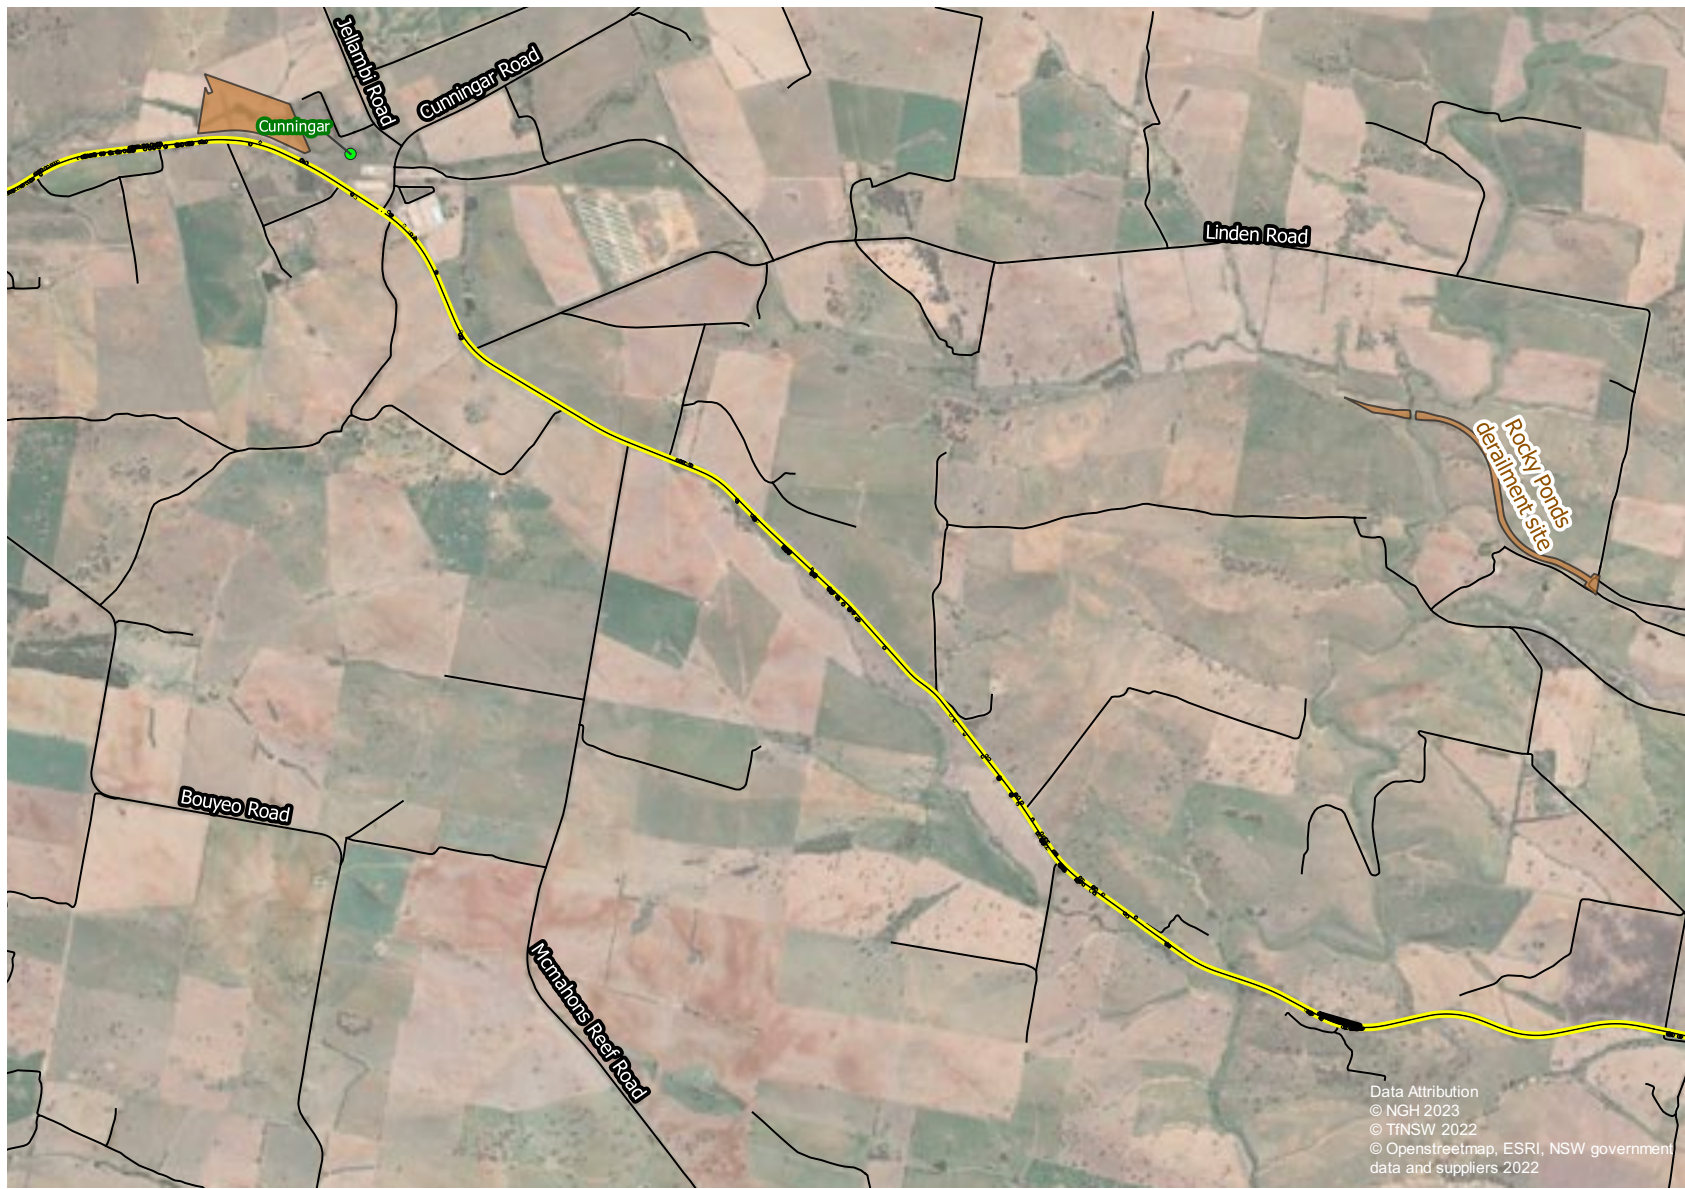 Jellambi Road
Cunningar Road
Cunningar
Linden Road
Rocky Ponds
derailment site
Bouyeo Road
Mcmahons Reef Road
Data Attribution
© NGH 2023
© TfNSW 2022
© Openstreetmap, ESRI, NSW government
data and suppliers 2022